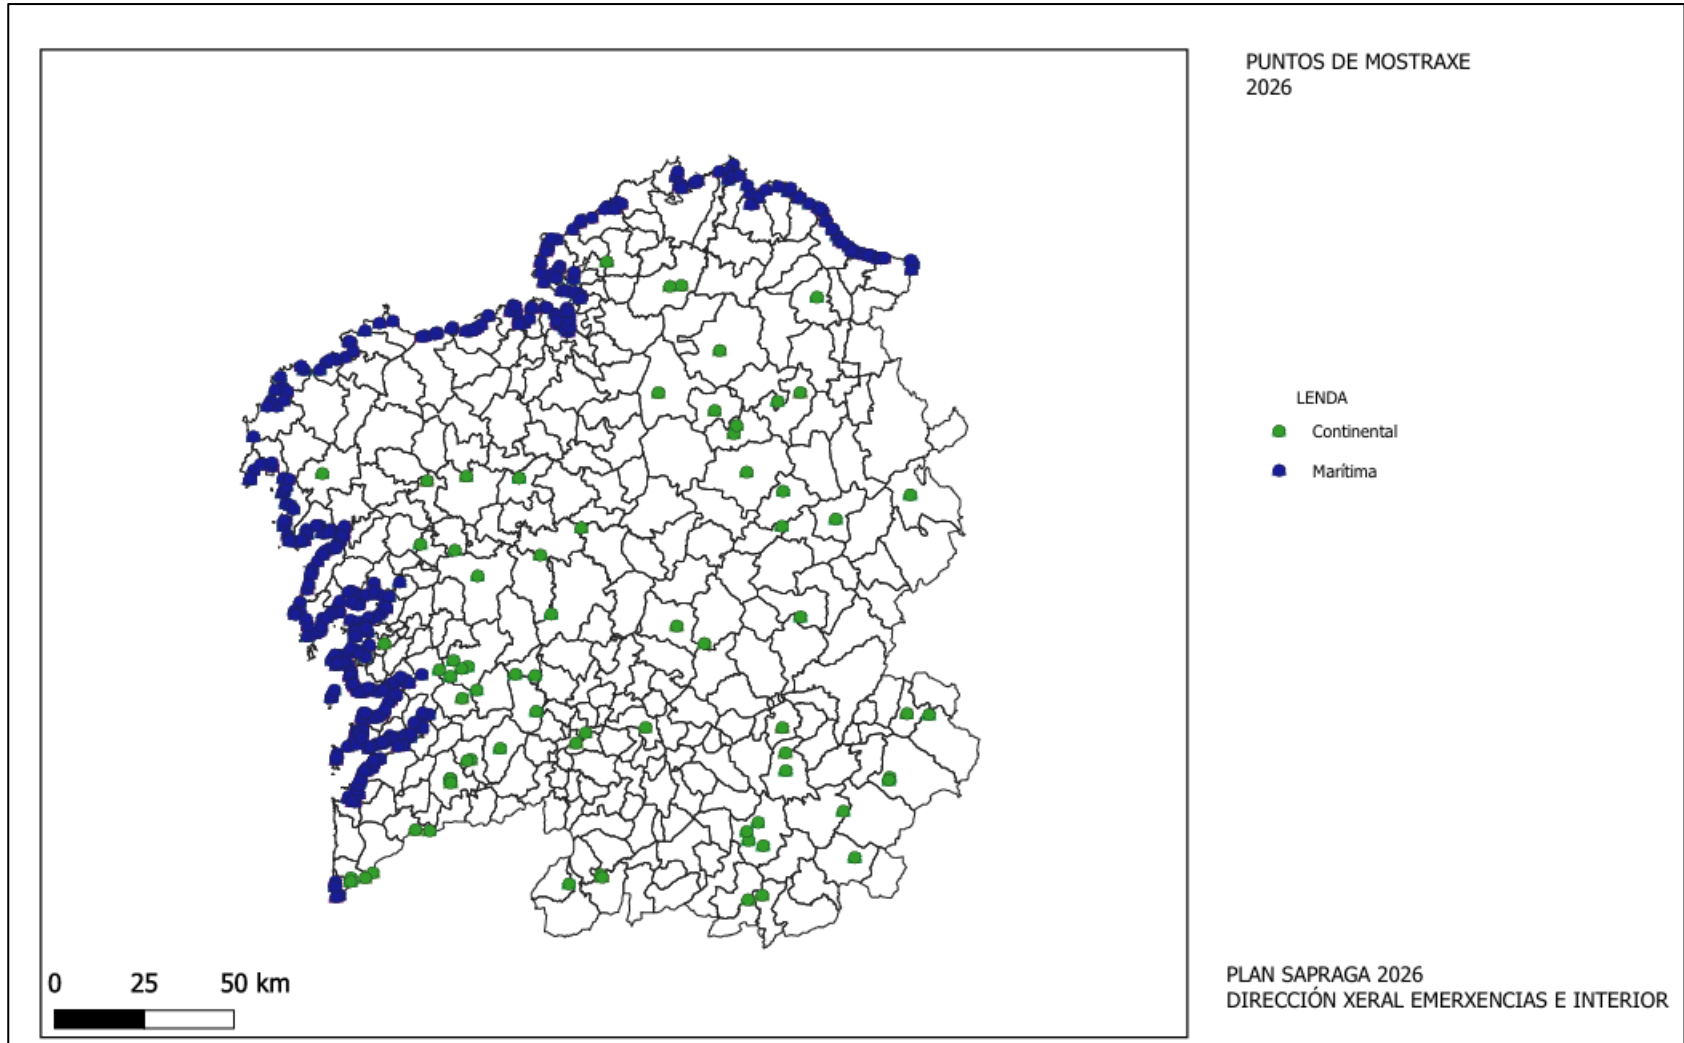 PUNTOS DE MOSTRAXE
2026
LENDA
Continental
Marítima
0 25 50 km
PLAN SAPRAGA 2026
DIRECCIÓN XERAL EMERXENCIAS E INTERIOR